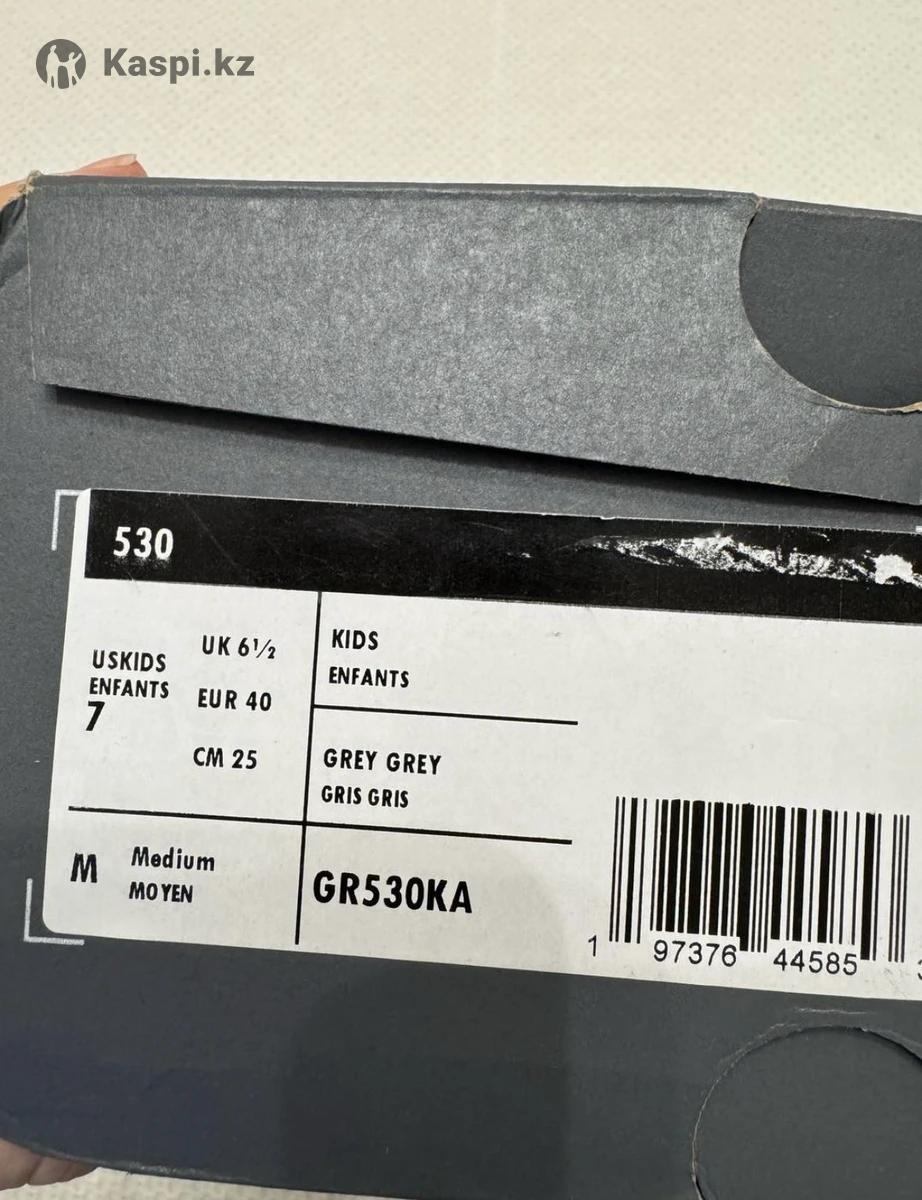 Kaspi.kz
530
USKIDS
ENFANTS
7
UK 6½
EUR 40
CM 25
KIDS
ENFANTS
GREY GREY
GRIS GRIS
M
Medium
MOYEN
GR530KA
1 97376 44585